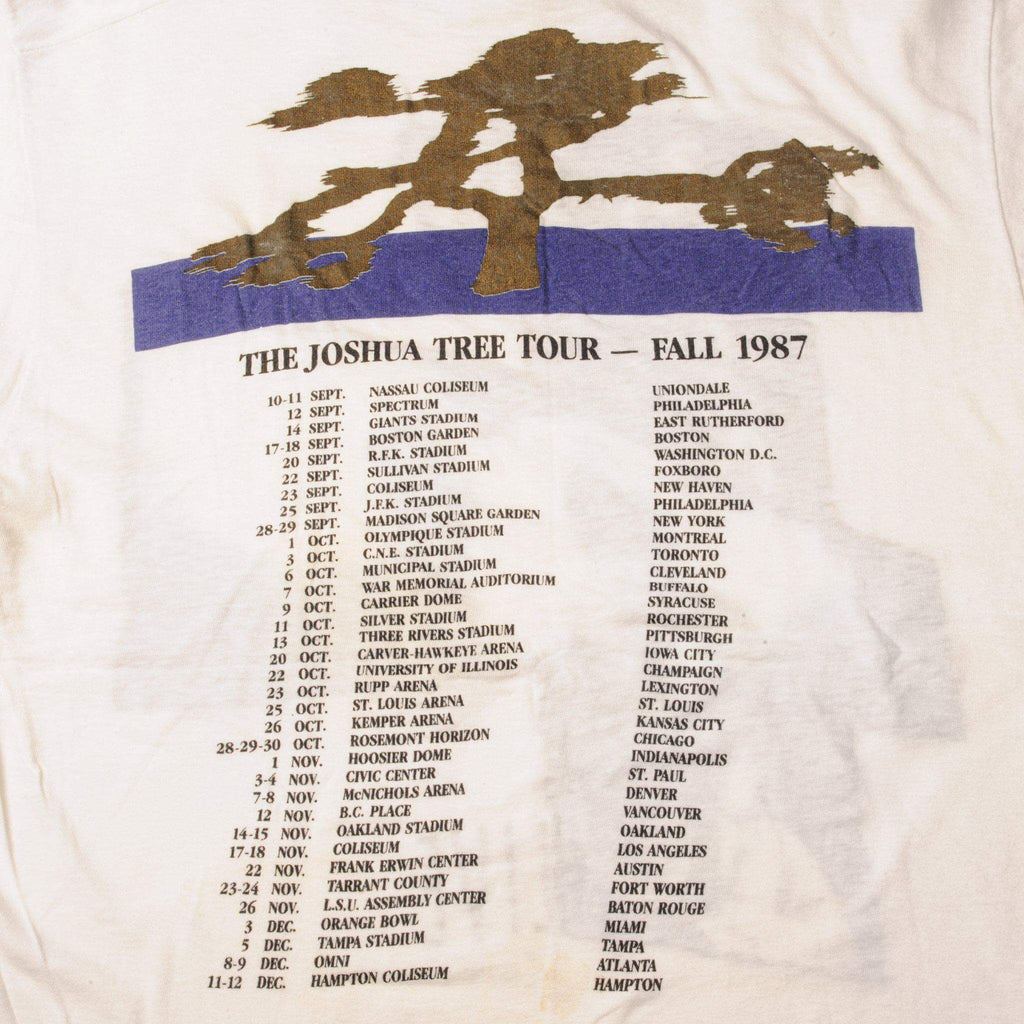 THE JOSHUA TREE TOUR — FALL 1987
10-11 SEPT. NASSAU COLISEUM UNIONDALE
12 SEPT. SPECTRUM PHILADELPHIA
14 SEPT. GIANTS STADIUM EAST RUTHERFORD
17-18 SEPT. BOSTON GARDEN BOSTON
20 SEPT. R.F.K. STADIUM WASHINGTON D.C.
22 SEPT. SULLIVAN STADIUM FOXBORO
23 SEPT. COLISEUM NEW HAVEN
25 SEPT. J.F.K. STADIUM PHILADELPHIA
28-29 SEPT. MADISON SQUARE GARDEN NEW YORK
1 OCT. OLYMPIQUE STADIUM MONTREAL
3 OCT. C.N.E. STADIUM TORONTO
6 OCT. MUNICIPAL STADIUM CLEVELAND
7 OCT. WAR MEMORIAL AUDITORIUM BUFFALO
9 OCT. CARRIER DOME SYRACUSE
11 OCT. SILVER STADIUM ROCHESTER
13 OCT. THREE RIVERS STADIUM PITTSBURGH
20 OCT. CARVER-HAWKEYE ARENA IOWA CITY
22 OCT. UNIVERSITY OF ILLINOIS CHAMPAIGN
23 OCT. RUPP ARENA LEXINGTON
25 OCT. ST. LOUIS ARENA ST. LOUIS
26 OCT. KEMPER ARENA KANSAS CITY
28-29-30 OCT. ROSEMONT HORIZON CHICAGO
1 NOV. HOOSIER DOME INDIANAPOLIS
3-4 NOV. CIVIC CENTER ST. PAUL
7-8 NOV. McNICHOLS ARENA DENVER
12 NOV. B.C. PLACE VANCOUVER
14-15 NOV. OAKLAND STADIUM OAKLAND
17-18 NOV. COLISEUM LOS ANGELES
22 NOV. FRANK ERWIN CENTER AUSTIN
23-24 NOV. TARRANT COUNTY FORT WORTH
26 NOV. L.S.U. ASSEMBLY CENTER BATON ROUGE
3 DEC. ORANGE BOWL MIAMI
5 DEC. TAMPA STADIUM TAMPA
8-9 DEC. OMNI ATLANTA
11-12 DEC. HAMPTON COLISEUM HAMPTON